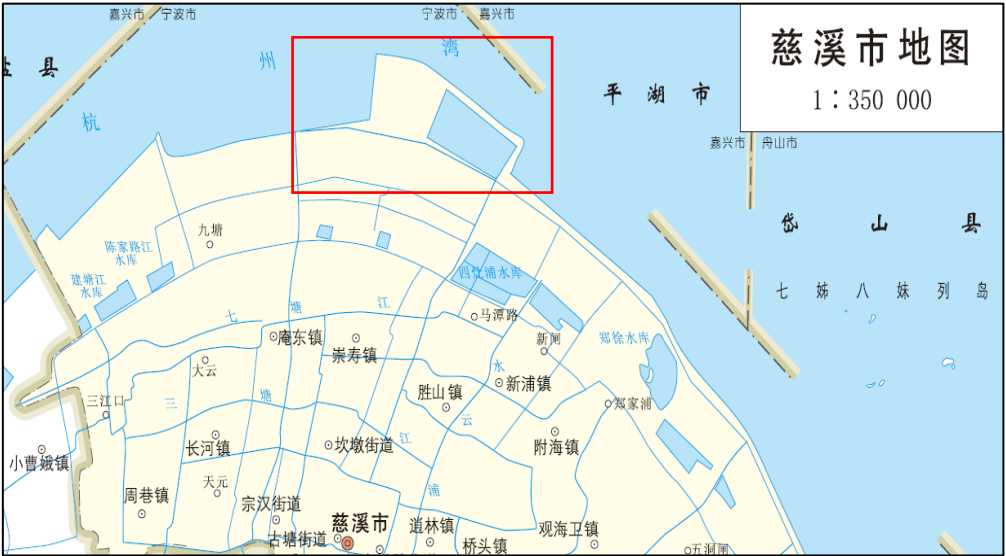 嘉兴市 宁波市
宁波市 嘉兴市
慈溪市地图
1∶350 000
县
杭 州 湾
平湖市
嘉兴市 舟山市
岱山县
七姊八妹列岛
九塘
陈家路江
水库
建塘江
水库
四灶浦水库
七塘江
马潭路
庵东镇
崇寿镇
新闸
郑徐水库
大云
水云浦
新浦镇
胜山镇
三江口
三塘江
郑家浦
长河镇
坎墩街道
附海镇
小曹娥镇
天元
周巷镇
宗汉街道
慈溪市
古塘街道
道林镇
桥头镇
观海卫镇
五洞闸